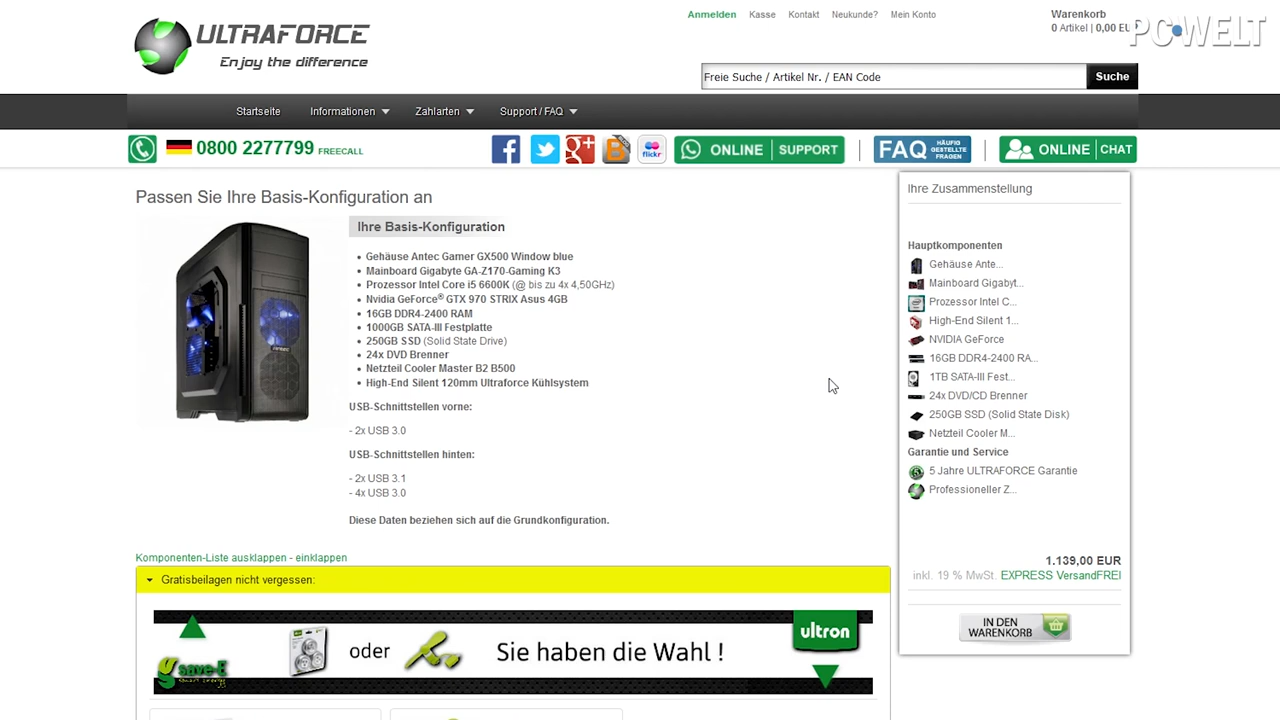 ULTRAFORCE
Enjoy the difference
Anmelden Kasse Kontakt Neukunde? Mein Konto
Warenkorb
0 Artikel | 0,00 EU
PC WELT
Freie Suche / Artikel Nr. / EAN Code Suche
Startseite Informationen Zahlarten Support / FAQ
0800 2277799 FREECALL
flickr
ONLINE SUPPORT
FAQ HÄUFIG GESTELLTE FRAGEN
ONLINE CHAT
Passen Sie Ihre Basis-Konfiguration an
Ihre Basis-Konfiguration
Gehäuse Antec Gamer GX500 Window blue
Mainboard Gigabyte GA-Z170-Gaming K3
Prozessor Intel Core i5 6600K (@ bis zu 4x 4,50GHz)
Nvidia GeForce® GTX 970 STRIX Asus 4GB
16GB DDR4-2400 RAM
1000GB SATA-III Festplatte
250GB SSD (Solid State Drive)
24x DVD Brenner
Netzteil Cooler Master B2 B500
High-End Silent 120mm Ultraforce Kühlsystem
USB-Schnittstellen vorne:
- 2x USB 3.0
USB-Schnittstellen hinten:
- 2x USB 3.1
- 4x USB 3.0
Diese Daten beziehen sich auf die Grundkonfiguration.
Komponenten-Liste ausklappen - einklappen
Gratisbeilagen nicht vergessen:
save-E
oder
Sie haben die Wahl !
ultron
Ihre Zusammenstellung
Hauptkomponenten
Gehäuse Ante...
Mainboard Gigabyt...
Prozessor Intel C...
High-End Silent 1...
NVIDIA GeForce
16GB DDR4-2400 RA...
1TB SATA-III Fest...
24x DVD/CD Brenner
250GB SSD (Solid State Disk)
Netzteil Cooler M...
Garantie und Service
5 Jahre ULTRAFORCE Garantie
Professioneller Z...
1.139,00 EUR
inkl. 19 % MwSt. EXPRESS VersandFREI
IN DEN
WARENKORB